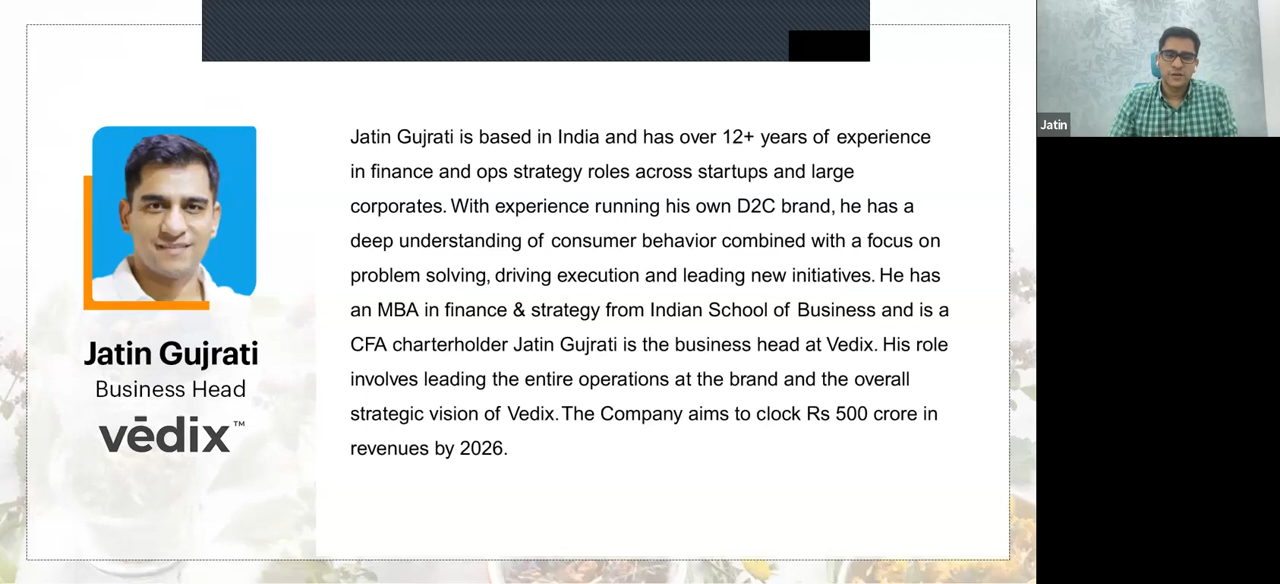 Jatin Gujrati is based in India and has over 12+ years of experience
in finance and ops strategy roles across startups and large
corporates. With experience running his own D2C brand, he has a
deep understanding of consumer behavior combined with a focus on
problem solving, driving execution and leading new initiatives. He has
an MBA in finance & strategy from Indian School of Business and is a
CFA charterholder Jatin Gujrati is the business head at Vedix. His role
involves leading the entire operations at the brand and the overall
strategic vision of Vedix. The Company aims to clock Rs 500 crore in
revenues by 2026.
Jatin Gujrati
Business Head
vēdix™
Jatin